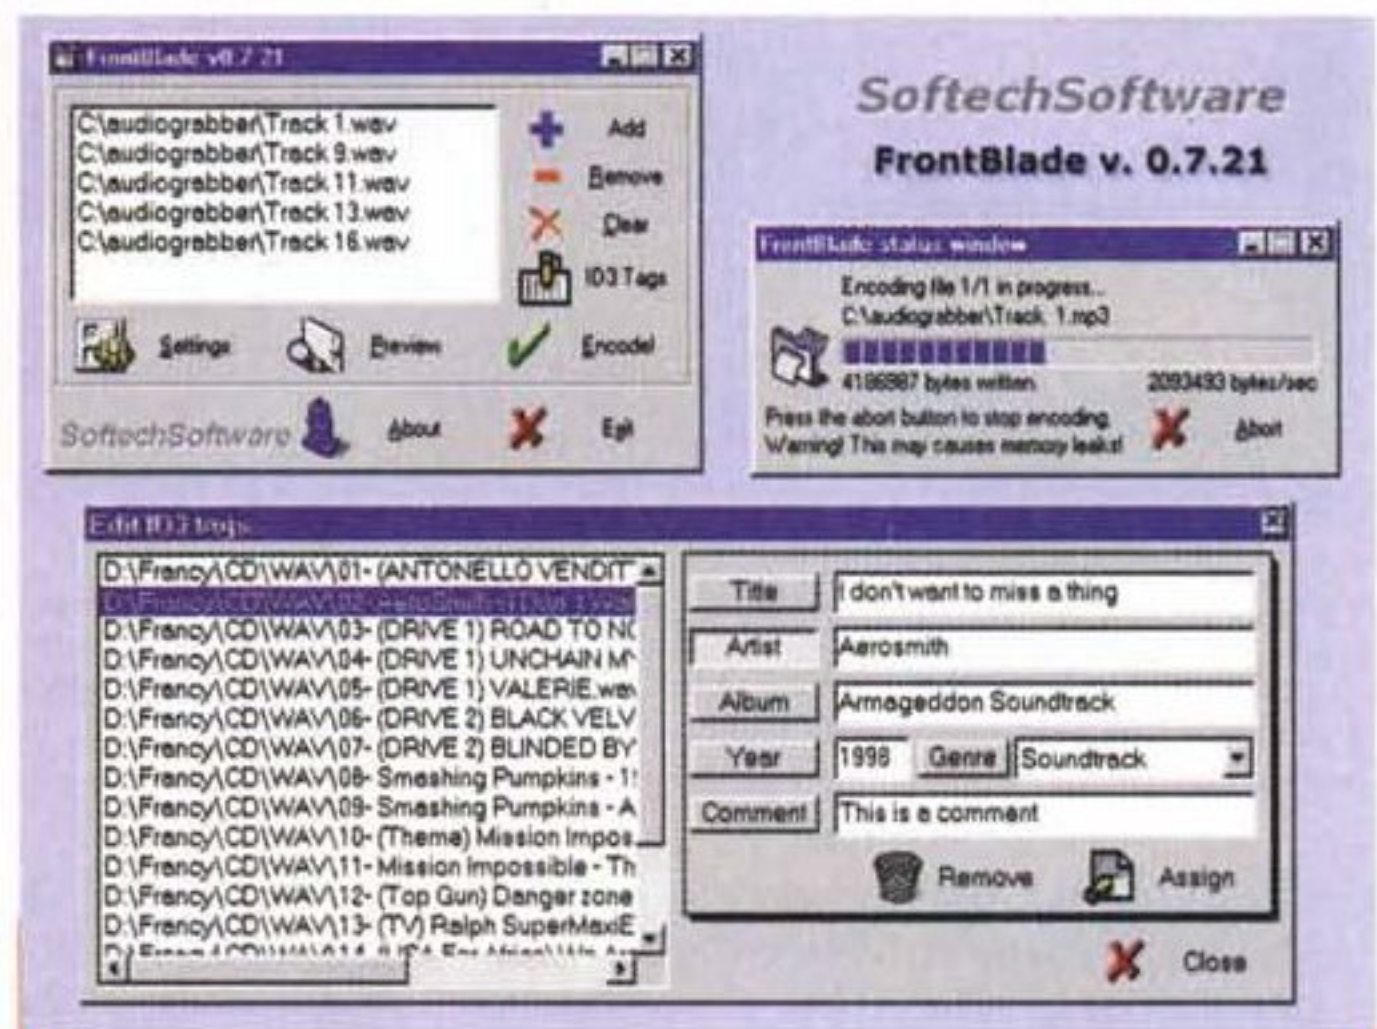 FrontBlade v0.7.21
C:\audiograbber\Track 1.wav
C:\audiograbber\Track 9.wav
C:\audiograbber\Track 11.wav
C:\audiograbber\Track 13.wav
C:\audiograbber\Track 16.wav
Add
Remove
Clear
ID3 Tags
Settings
Preview
Encode!
SoftechSoftware
About
Exit
SoftechSoftware
FrontBlade v. 0.7.21
FrontBlade status window
Encoding file 1/1 in progress...
C:\audiograbber\Track 1.mp3
4186987 bytes written
2093493 bytes/sec
Press the abort button to stop encoding.
Warning! This may causes memory leaks!
Abort
Edit ID3 tags
D:\Francy\CD\WAV\01- (ANTONELLO VENDIT
D:\Francy\CD\WAV\02- AeroSmith
D:\Francy\CD\WAV\03- (DRIVE 1) ROAD TO NO
D:\Francy\CD\WAV\04- (DRIVE 1) UNCHAIN MY
D:\Francy\CD\WAV\05- (DRIVE 1) VALERIE.wav
D:\Francy\CD\WAV\06- (DRIVE 2) BLACK VELV
D:\Francy\CD\WAV\07- (DRIVE 2) BLINDED BY
D:\Francy\CD\WAV\08- Smashing Pumpkins - 1
D:\Francy\CD\WAV\09- Smashing Pumpkins - A
D:\Francy\CD\WAV\10- (Theme) Mission Impos
D:\Francy\CD\WAV\11- Mission Impossible - Th
D:\Francy\CD\WAV\12- (Top Gun) Danger zone
D:\Francy\CD\WAV\13- (TV) Ralph SuperMaxiE
Title
I don't want to miss a thing
Artist
Aerosmith
Album
Armageddon Soundtrack
Year
1998
Genre
Soundtrack
Comment
This is a comment
Remove
Assign
Close